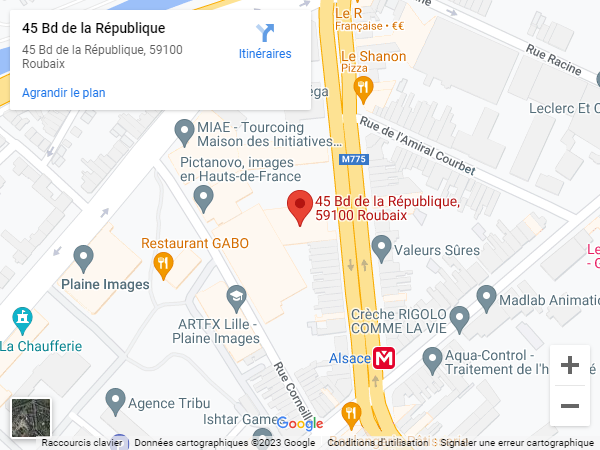 45 Bd de la République
45 Bd de la République, 59100
Roubaix
Itinéraires
Agrandir le plan
Le R
Française • €€
Le Shanon
Pizza
Rue Racine
Leclerc Et C
Rue de l'Amiral Courbet
MIAE - Tourcoing
Maison des Initiatives...
M775
Pictanovo, images
en Hauts-de-France
45 Bd de la République,
59100 Roubaix
Restaurant GABO
Valeurs Sûres
Plaine Images
Madlab Animation
ARTFX Lille -
Plaine Images
Crèche RIGOLO
COMME LA VIE
La Chaufferie
Alsace
M
Aqua-Control -
Traitement de l'h
Rue Corneille
Agence Tribu
Ishtar Game
Google
Raccourcis clavier
Données cartographiques ©2023 Google
Conditions d'utilisation
Signaler une erreur cartographique